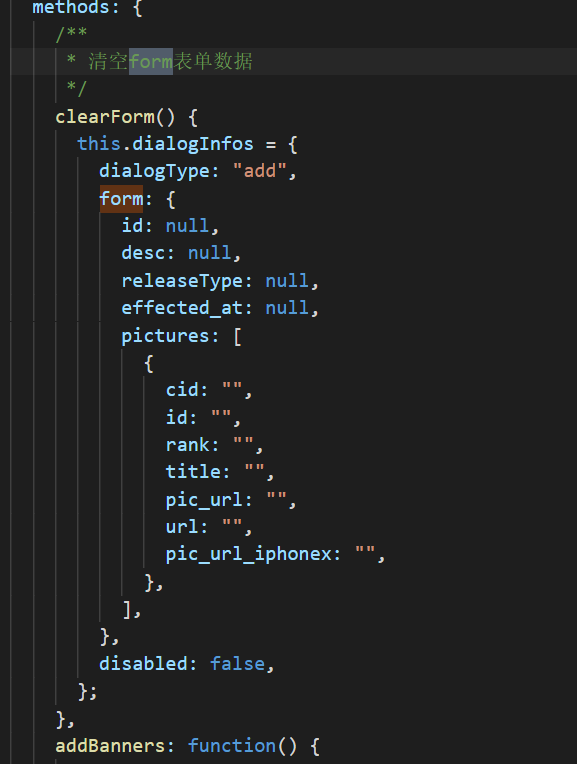 methods: {
/**
* 清空form表单数据
*/
clearForm() {
this.dialogInfos = {
dialogType: "add",
form: {
id: null,
desc: null,
releaseType: null,
effected_at: null,
pictures: [
{
cid: "",
id: "",
rank: "",
title: "",
pic_url: "",
url: "",
pic_url_iphonex: "",
},
],
},
disabled: false,
};
},
addBanners: function() {